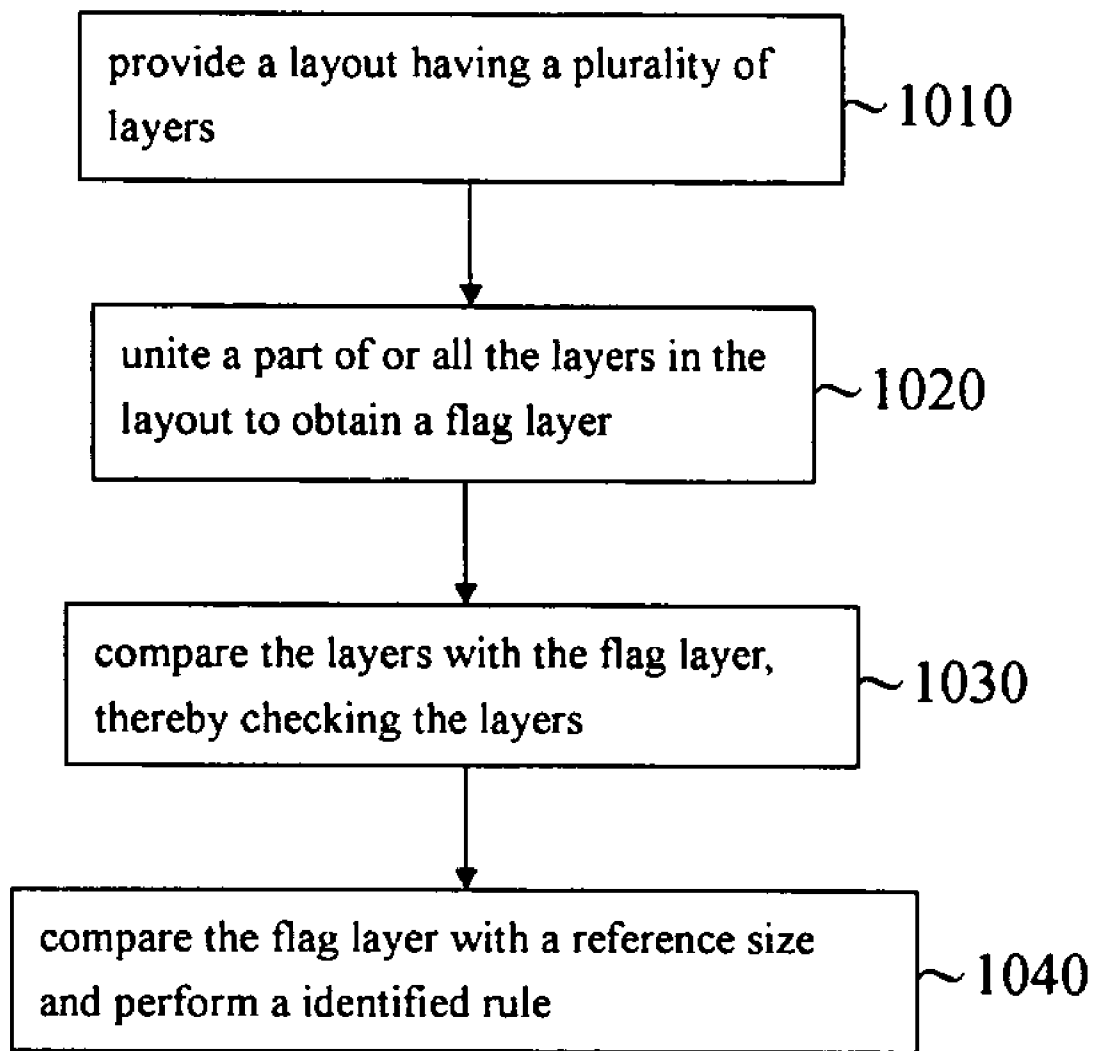 provide a layout having a plurality of
layers
~1010
unite a part of or all the layers in the
layout to obtain a flag layer
~1020
compare the layers with the flag layer,
thereby checking the layers
~1030
compare the flag layer with a reference size
and perform a identified rule
~1040